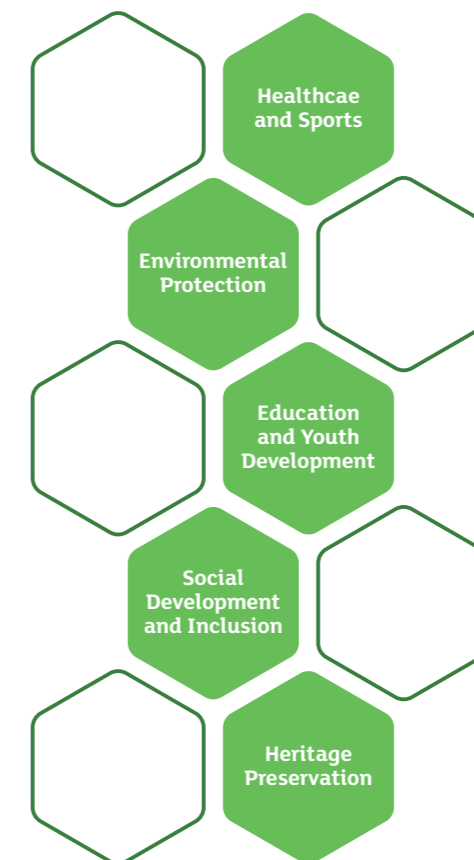 Healthcae
and Sports
Environmental
Protection
Education
and Youth
Development
Social
Development
and Inclusion
Heritage
Preservation